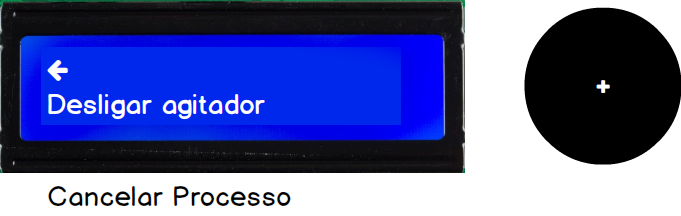 ←
Desligar agitador
+
Cancelar Processo